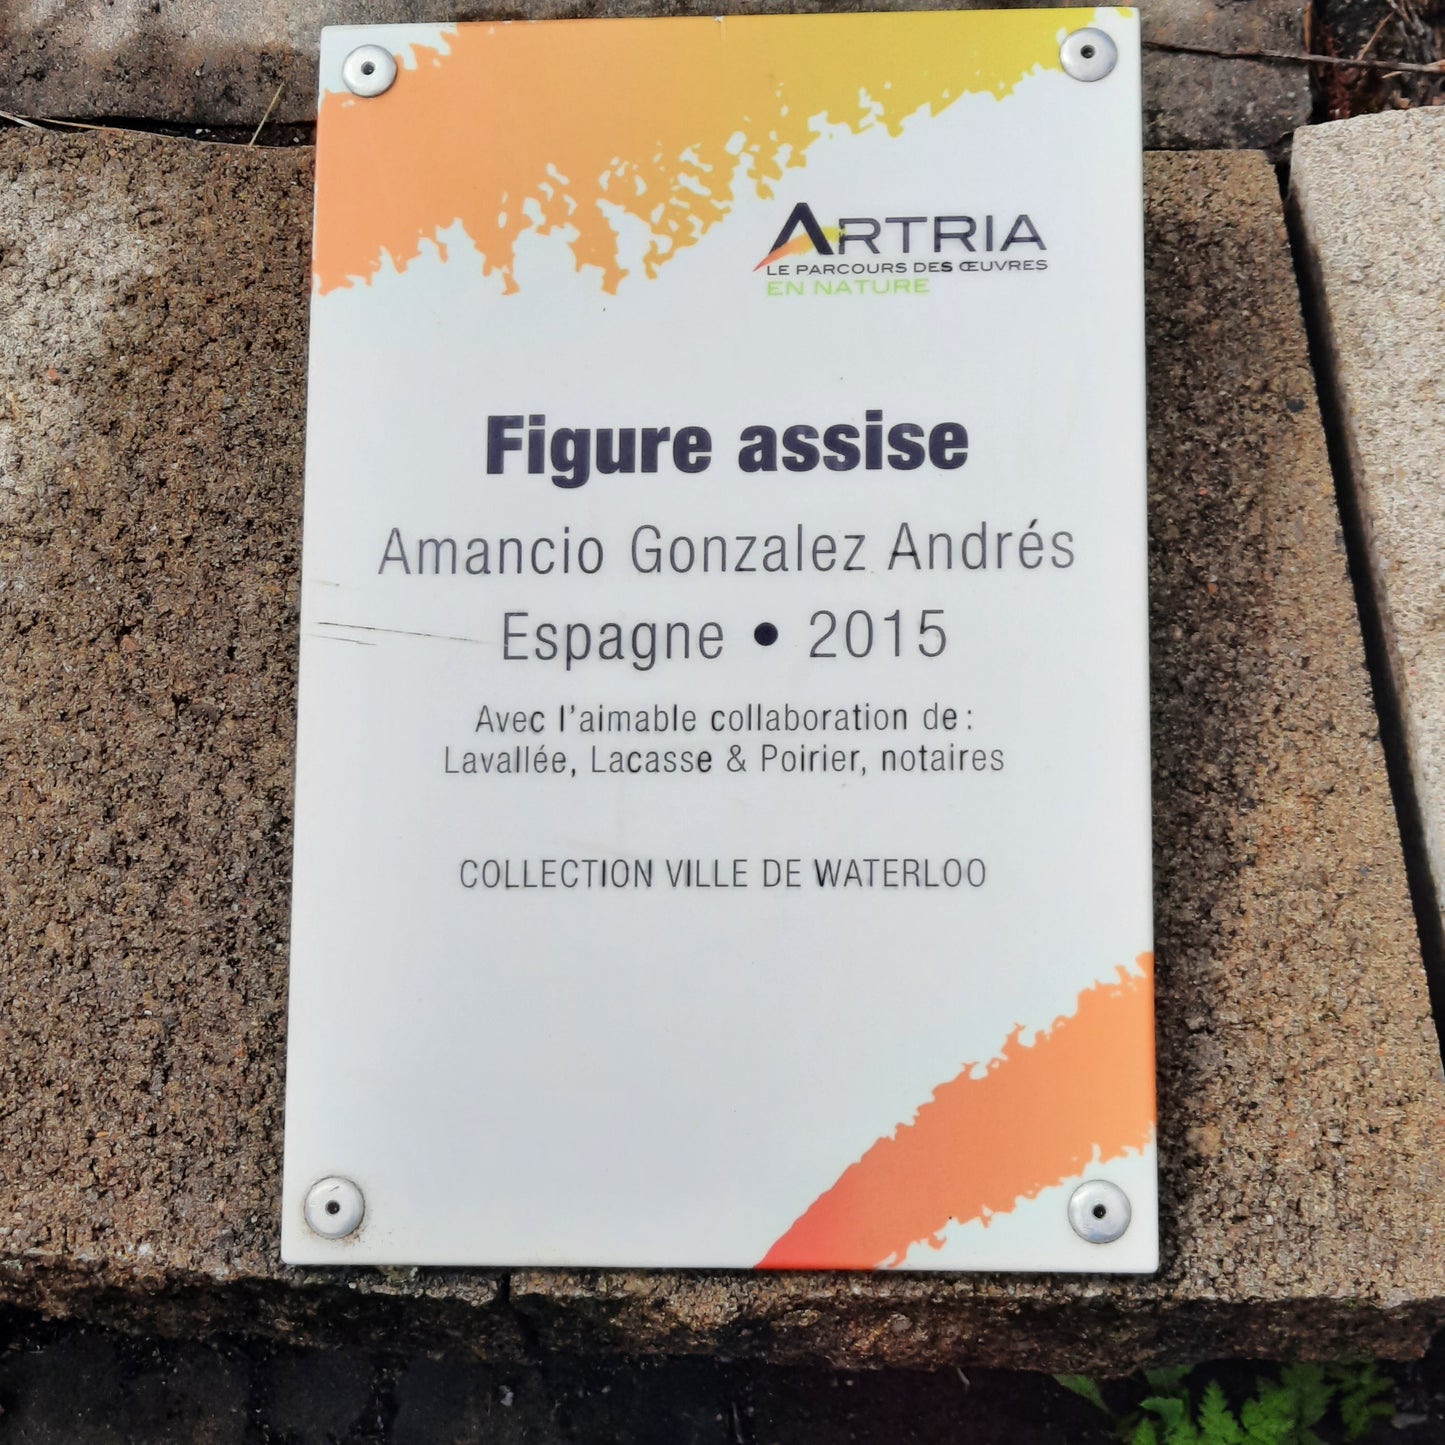 ARTRIA
LE PARCOURS DES ŒUVRES
EN NATURE
Figure assise
Amancio Gonzalez Andrés
Espagne • 2015
Avec l'aimable collaboration de :
Lavallée, Lacasse & Poirier, notaires
COLLECTION VILLE DE WATERLOO